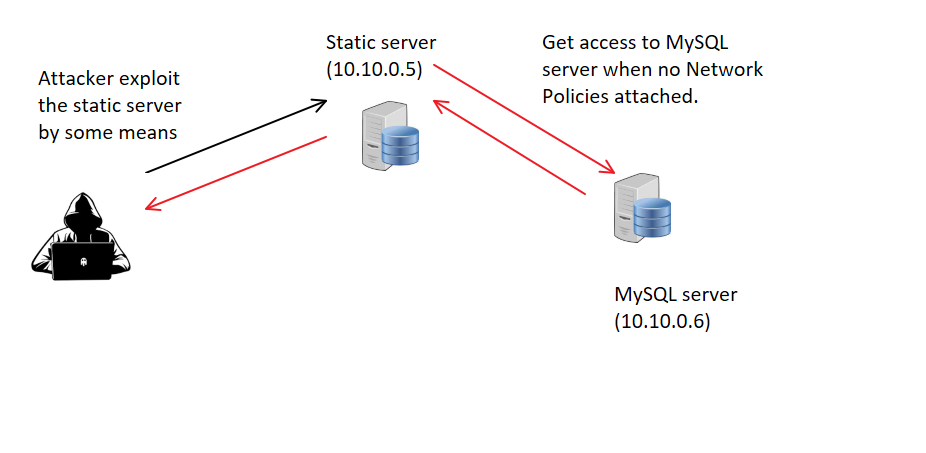 Attacker exploit
the static server
by some means
Static server
(10.10.0.5)
Get access to MySQL
server when no Network
Policies attached.
MySQL server
(10.10.0.6)